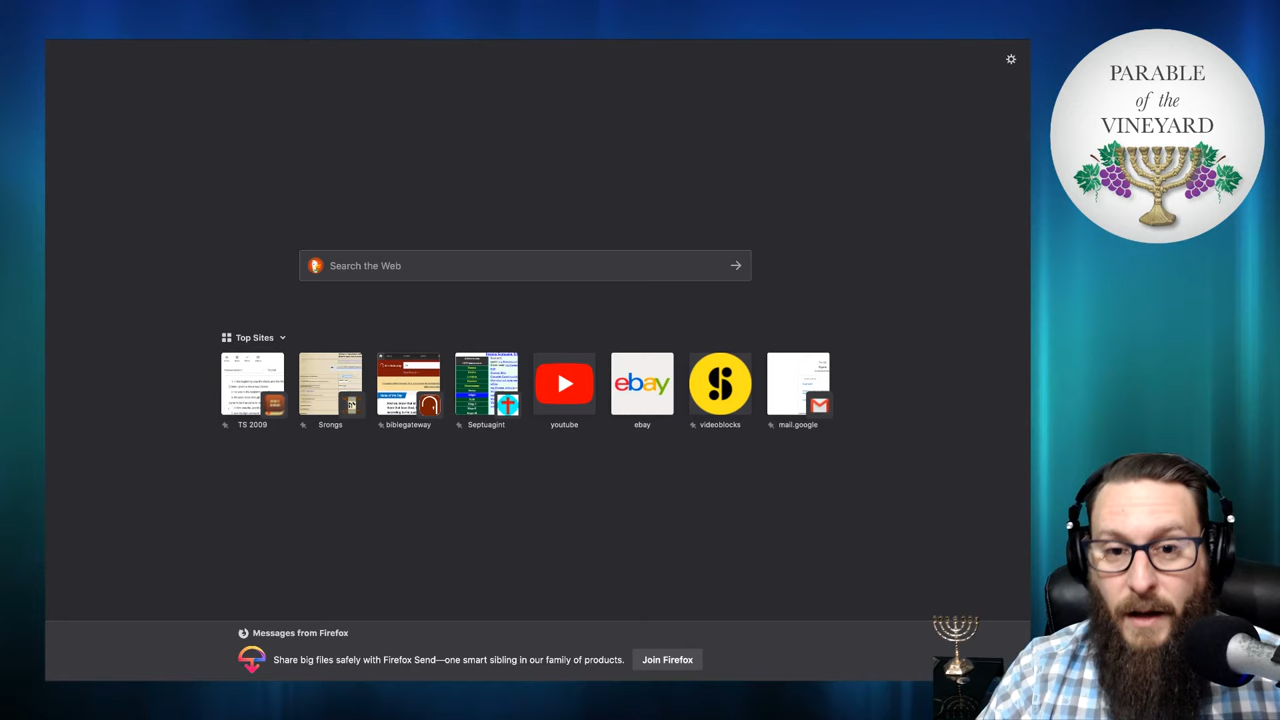 PARABLE
of the
VINEYARD
Search the Web
Top Sites
TS 2009
Srongs
biblegateway
Septuagint
youtube
ebay
ebay
videoblocks
mail.google
Messages from Firefox
Share big files safely with Firefox Send—one smart sibling in our family of products.
Join Firefox